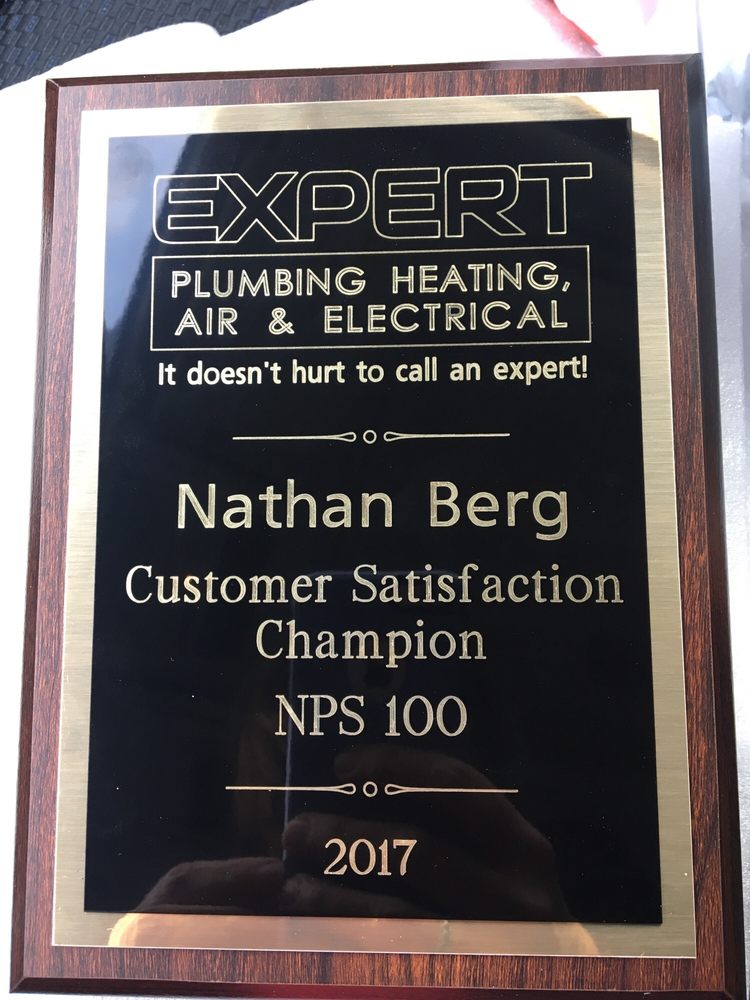 EXPERT
PLUMBING HEATING,
AIR & ELECTRICAL
It doesn't hurt to call an expert!
Nathan Berg
Customer Satisfaction
Champion
NPS 100
2017